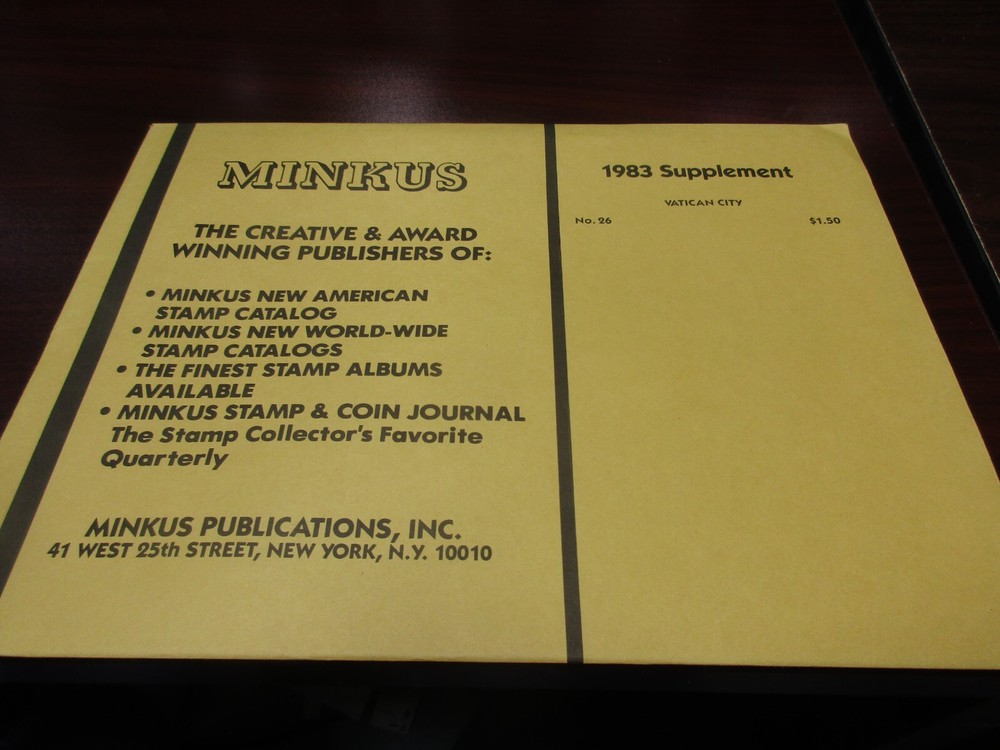 MINKUS
THE CREATIVE & AWARD
WINNING PUBLISHERS OF:
• MINKUS NEW AMERICAN
STAMP CATALOG
• MINKUS NEW WORLD-WIDE
STAMP CATALOGS
• THE FINEST STAMP ALBUMS
AVAILABLE
• MINKUS STAMP & COIN JOURNAL
The Stamp Collector's Favorite
Quarterly
MINKUS PUBLICATIONS, INC.
41 WEST 25th STREET, NEW YORK, N.Y. 10010
1983 Supplement
VATICAN CITY
No. 26 $1.50